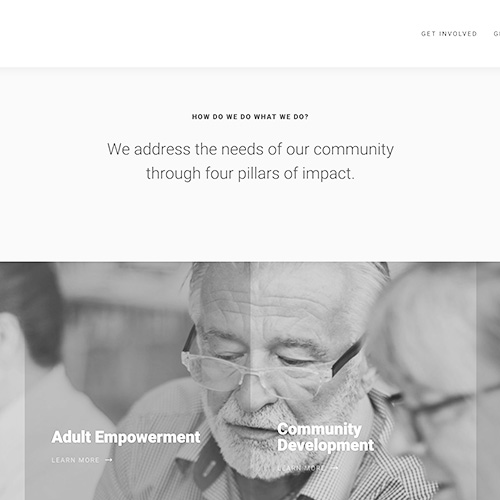 GET INVOLVED
HOW DO WE DO WHAT WE DO?
We address the needs of our community
through four pillars of impact.
Adult Empowerment
LEARN MORE →
Community
Development
LEARN MORE →